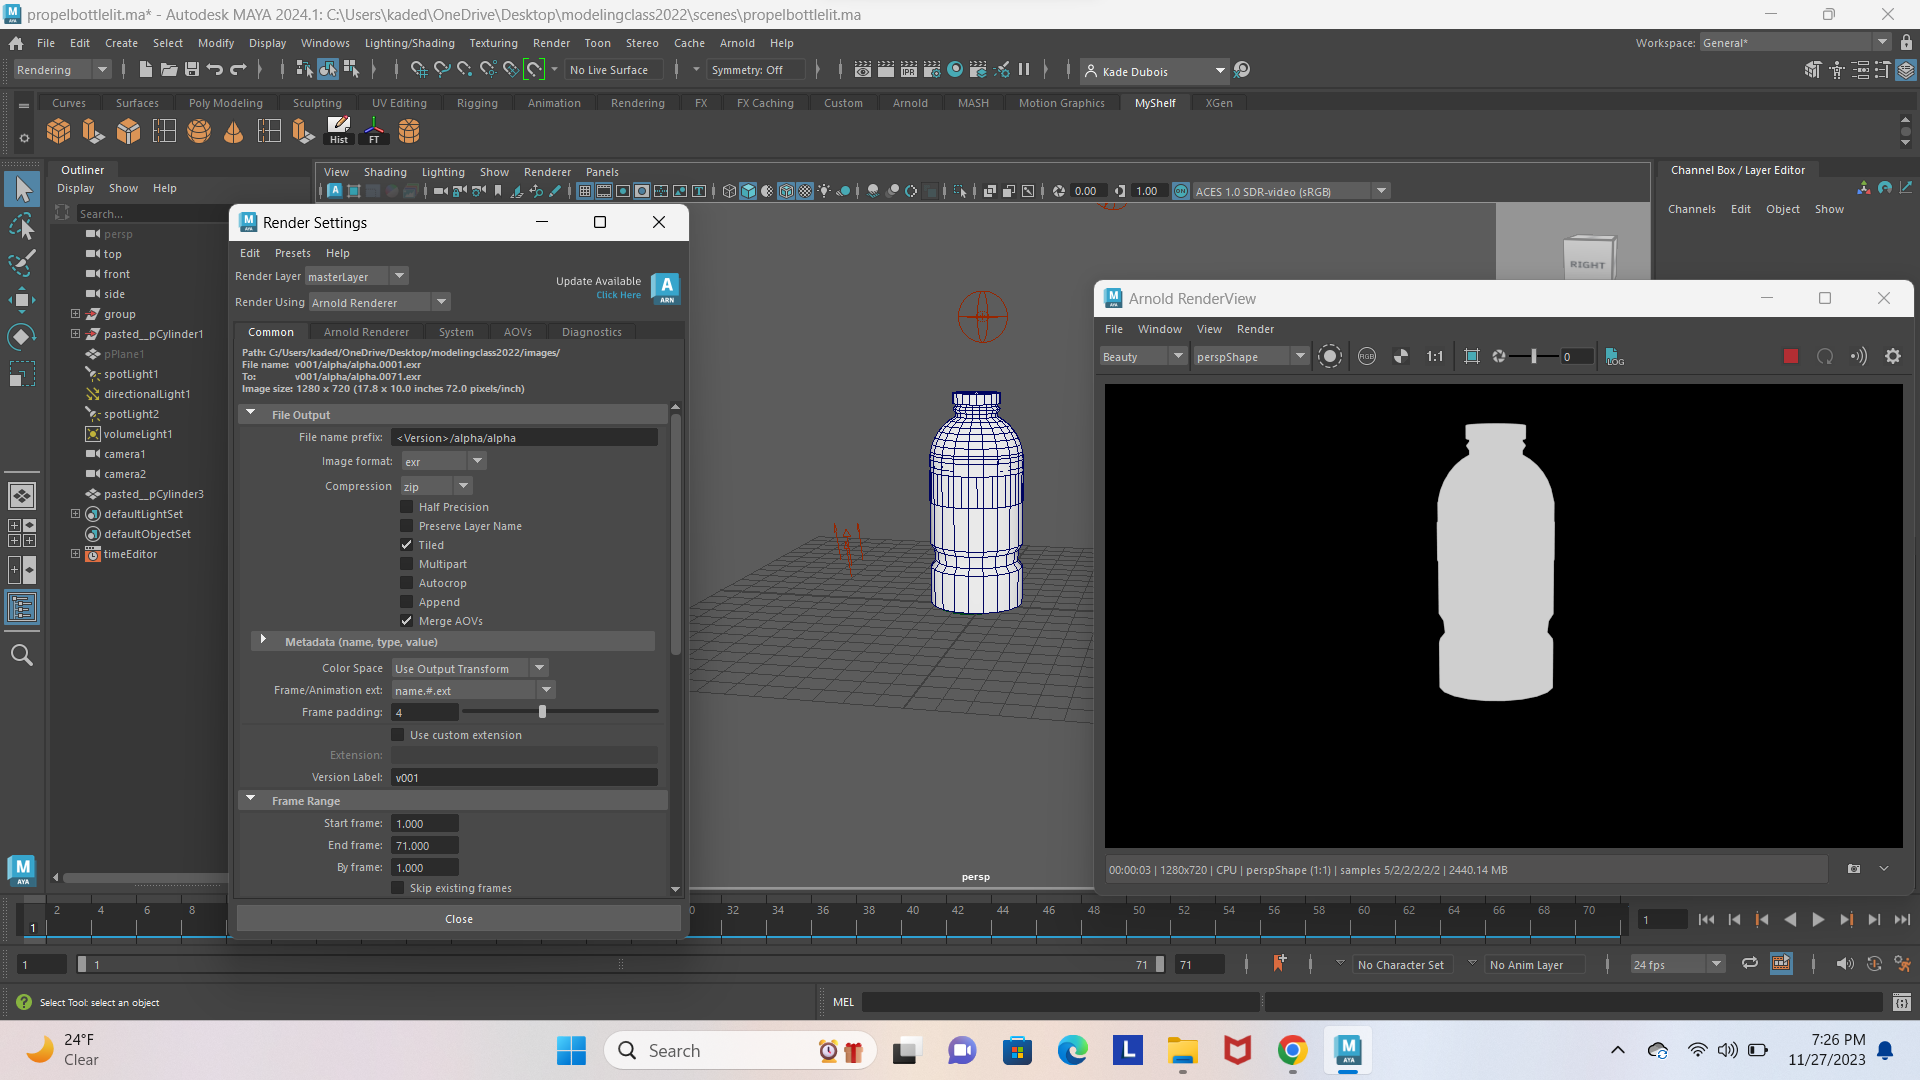 propelbottlelit.ma* - Autodesk MAYA 2024.1: C:\Users\kaded\OneDrive\Desktop\modelingclass2022\scenes\propelbottlelit.ma
File Edit Create Select Modify Display Windows Lighting/Shading Texturing Render Toon Stereo Cache Arnold Help
Workspace: General*
Rendering No Live Surface Symmetry: Off IPR Kade Dubois
Curves Surfaces Poly Modeling Sculpting UV Editing Rigging Animation Rendering FX FX Caching Custom Arnold MASH Motion Graphics MyShelf XGen
Hist FT
Outliner
Display Show Help
Search...
persp
top
front
side
group
pasted__pCylinder1
pPlane1
spotLight1
directionalLight1
spotLight2
volumeLight1
camera1
camera2
pasted__pCylinder3
defaultLightSet
defaultObjectSet
timeEditor
View Shading Lighting Show Renderer Panels
0.00 1.00 ACES 1.0 SDR-video (sRGB)
RIGHT
persp
Channel Box / Layer Editor
Channels Edit Object Show
Render Settings
Edit Presets Help
Render Layer masterLayer
Render Using Arnold Renderer
Update Available
Click Here
A
ARN
Common Arnold Renderer System AOVs Diagnostics
Path: C:/Users/kaded/OneDrive/Desktop/modelingclass2022/images/
File name: v001/alpha/alpha.0001.exr
To: v001/alpha/alpha.0071.exr
Image size: 1280 x 720 (17.8 x 10.0 inches 72.0 pixels/inch)
File Output
File name prefix: <Version>/alpha/alpha
Image format: exr
Compression zip
Half Precision
Preserve Layer Name
Tiled
Multipart
Autocrop
Append
Merge AOVs
Metadata (name, type, value)
Color Space Use Output Transform
Frame/Animation ext: name.#.ext
Frame padding: 4
Use custom extension
Extension:
Version Label: v001
Frame Range
Start frame: 1.000
End frame: 71.000
By frame: 1.000
Skip existing frames
Close
Arnold RenderView
File Window View Render
Beauty perspShape RGB 1:1 0 LOG
00:00:03 | 1280x720 | CPU | perspShape (1:1) | samples 5/2/2/2/2/2 | 2440.14 MB
M
AYA
1 2 4 6 8 0 32 34 36 38 40 42 44 46 48 50 52 54 56 58 60 62 64 66 68 70 1
1 1 71 71 No Character Set No Anim Layer 24 fps
Select Tool: select an object
MEL
24°F
Clear
Search
L
M
AYA
7:26 PM
11/27/2023